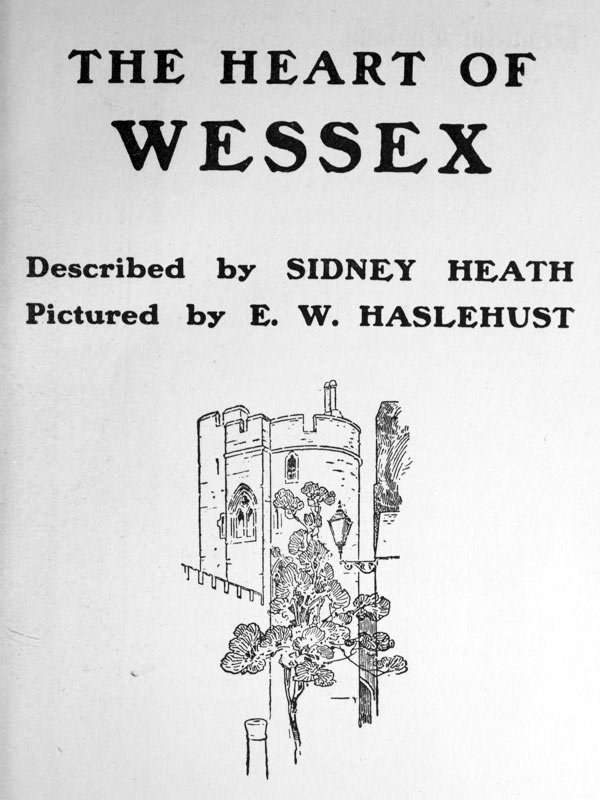 THE HEART OF
WESSEX
Described by SIDNEY HEATH
Pictured by E. W. HASLEHUST